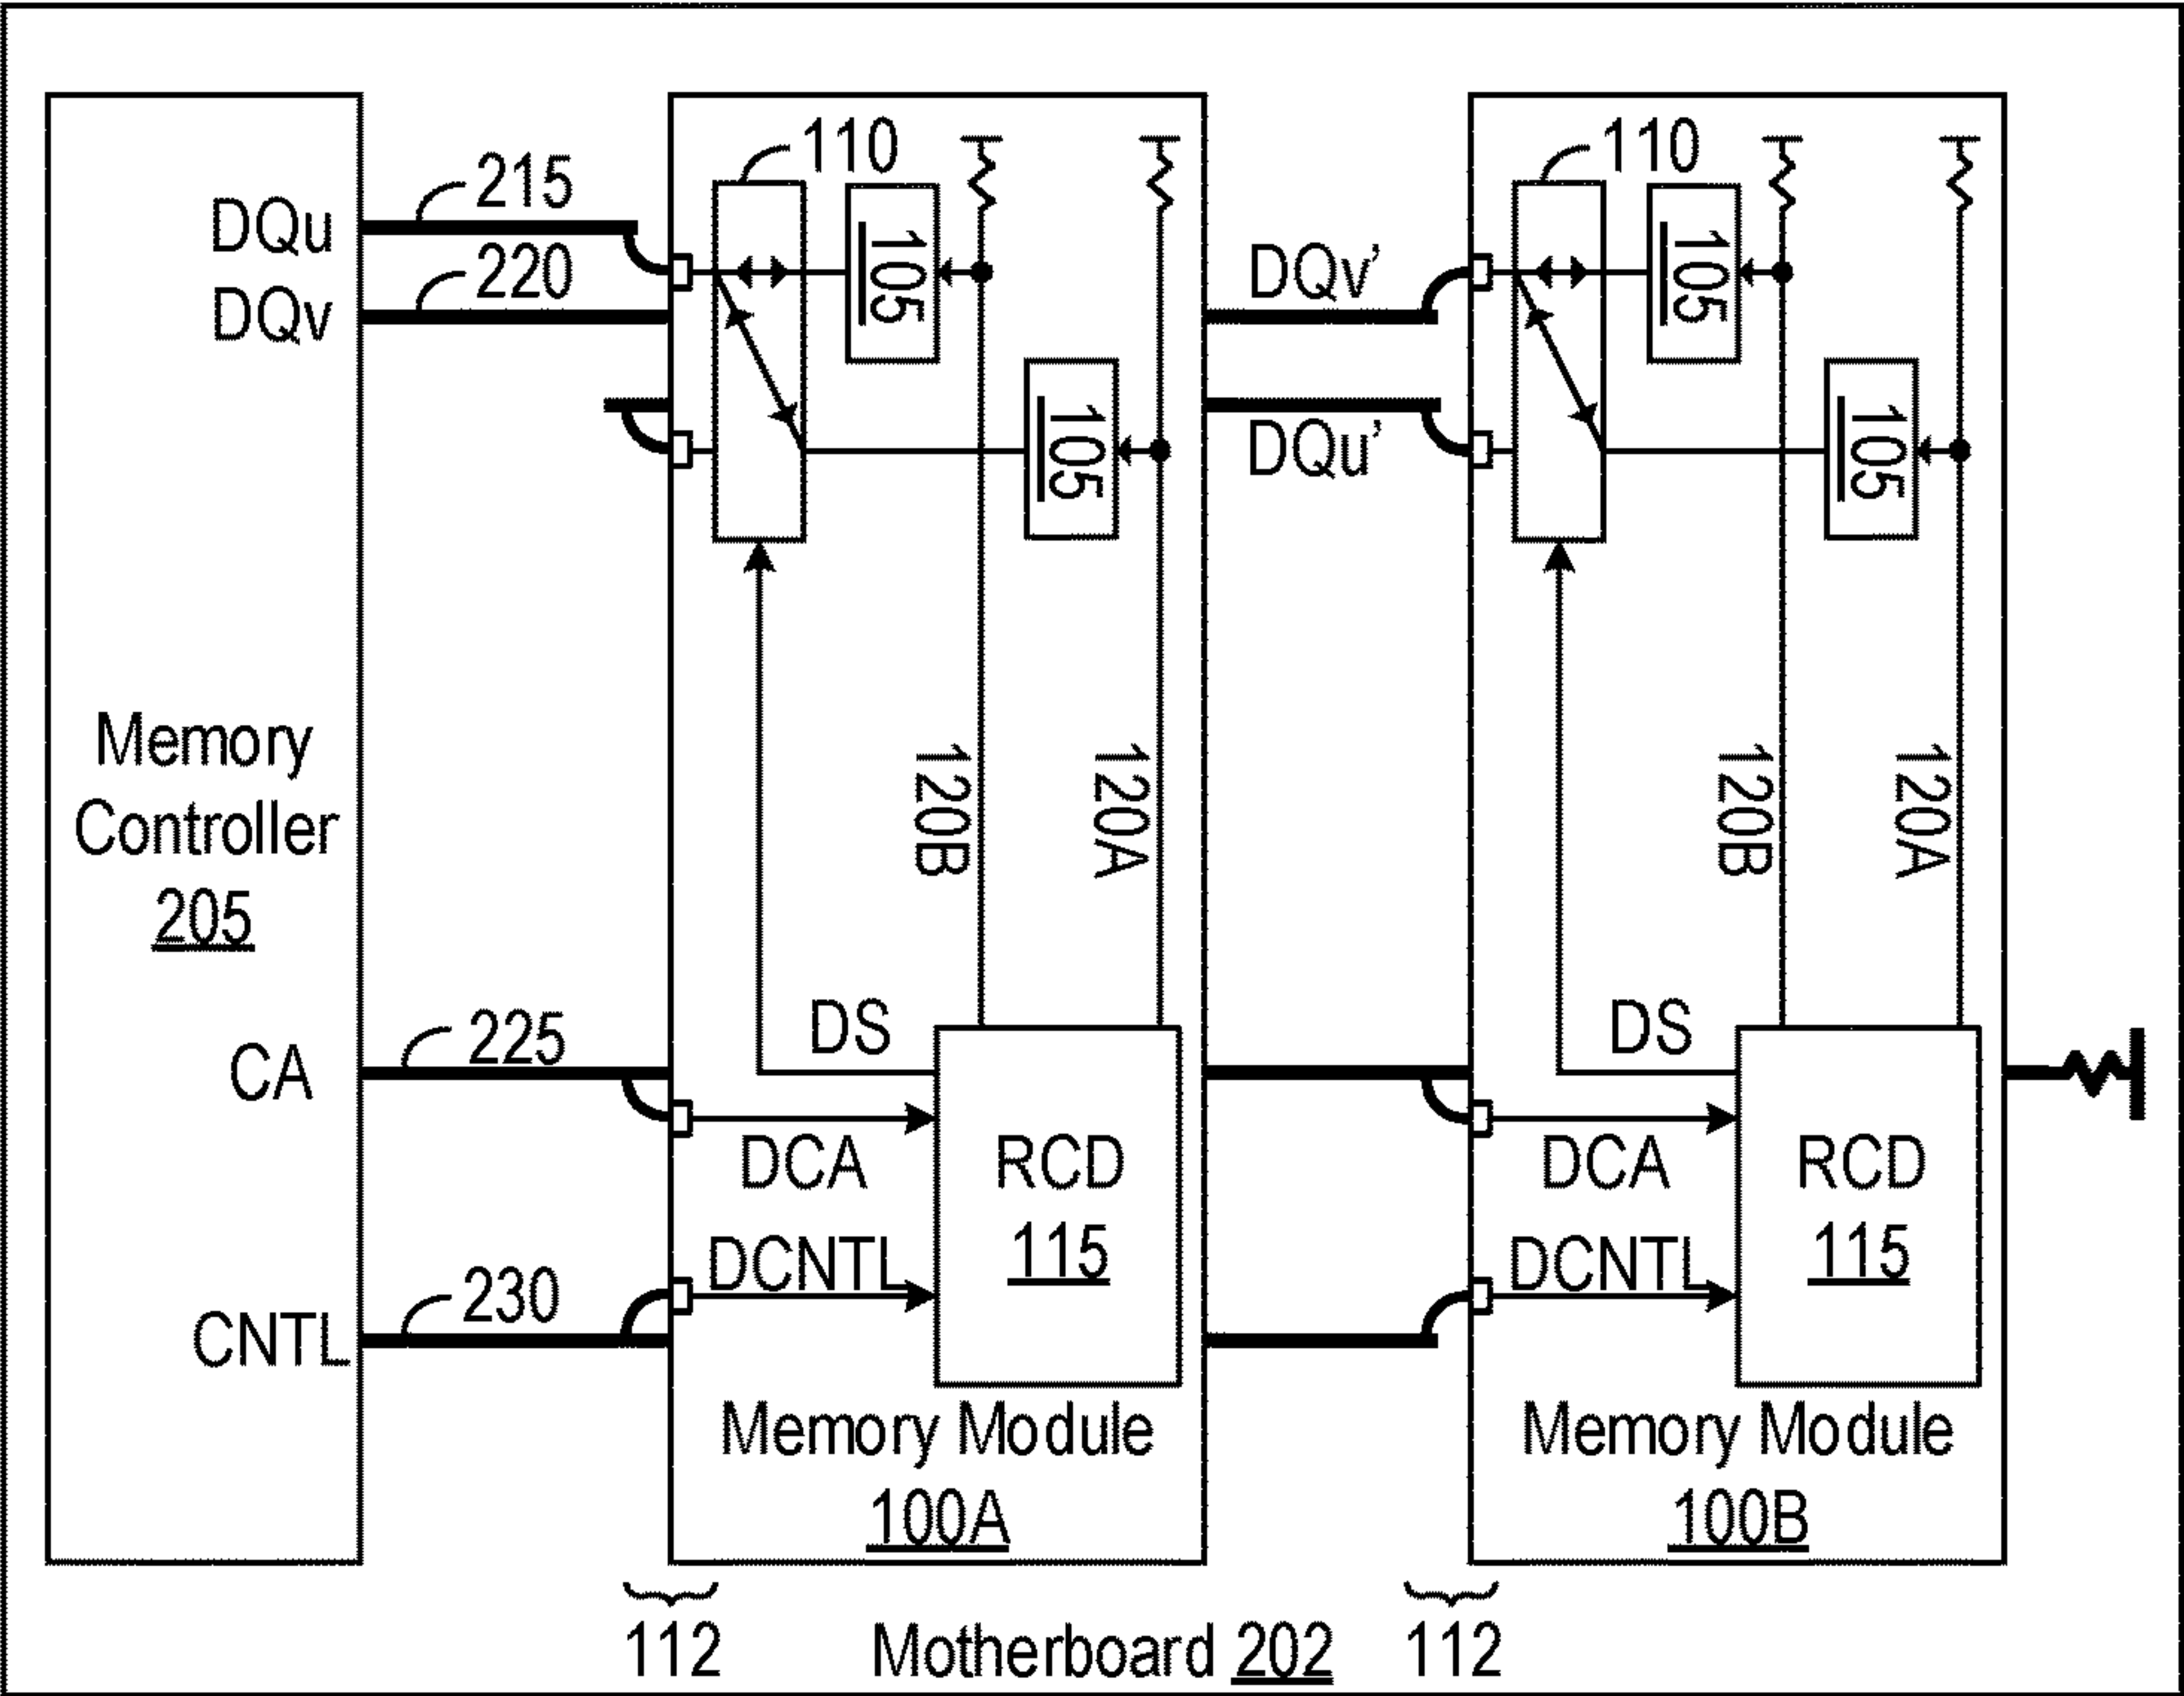 DQu
215
DQv
220
Memory
Controller
205
CA
225
CNTL
230
110
105
105
120B
120A
DS
DCA
DCNTL
RCD
115
Memory Module
100A
DQv’
DQu’
110
105
105
120B
120A
DS
DCA
DCNTL
RCD
115
Memory Module
100B
112
Motherboard 202
112